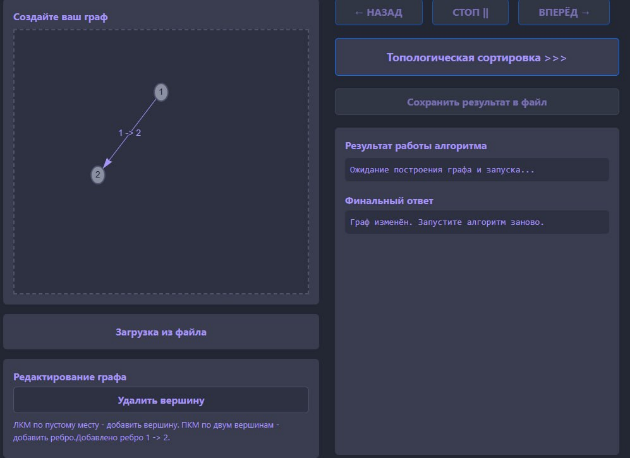 Создайте ваш граф
1
1 -> 2
2
Загрузка из файла
Редактирование графа
Удалить вершину
ЛКМ по пустому месту - добавить вершину. ПКМ по двум вершинам -
добавить ребро.Добавлено ребро 1 -> 2.
← НАЗАД
СТОП ||
ВПЕРЁД →
Топологическая сортировка >>>
Сохранить результат в файл
Результат работы алгоритма
Ожидание построения графа и запуска...
Финальный ответ
Граф изменён. Запустите алгоритм заново.